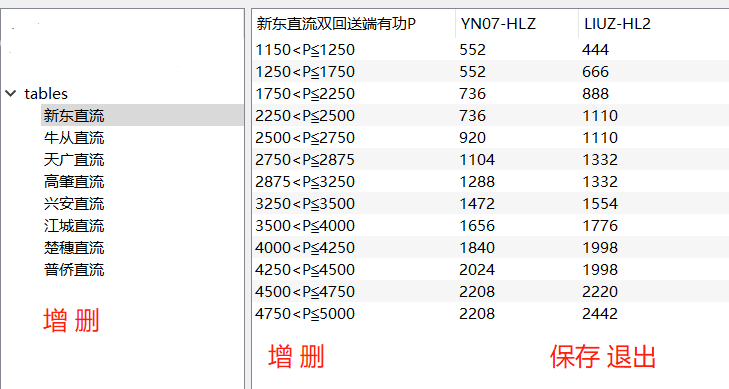 tables
新东直流
牛从直流
天广直流
高肇直流
兴安直流
江城直流
楚穗直流
普侨直流
增 删
新东直流双回送端有功P YN07-HLZ LIUZ-HL2
1150<P≦1250 552 444
1250<P≦1750 552 666
1750<P≦2250 736 888
2250<P≦2500 736 1110
2500<P≦2750 920 1110
2750<P≦2875 1104 1332
2875<P≦3250 1288 1332
3250<P≦3500 1472 1554
3500<P≦4000 1656 1776
4000<P≦4250 1840 1998
4250<P≦4500 2024 1998
4500<P≦4750 2208 2220
4750<P≦5000 2208 2442
增 删 保存 退出